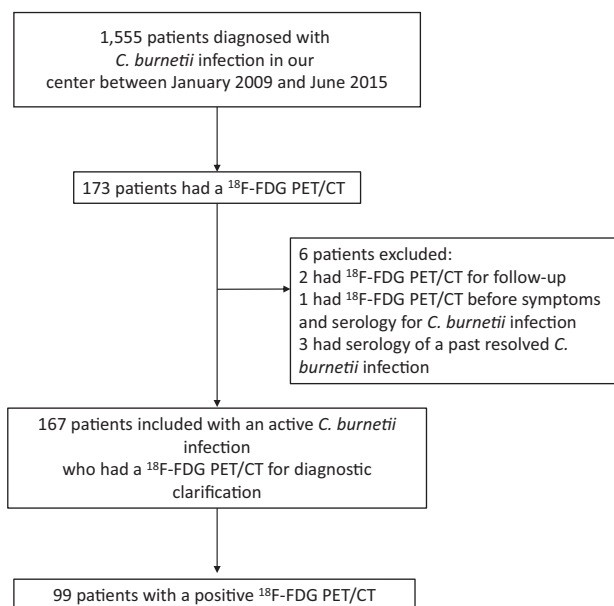 1,555 patients diagnosed with
C. burnetii infection in our
center between January 2009 and June 2015
173 patients had a ¹⁸F-FDG PET/CT
6 patients excluded:
2 had ¹⁸F-FDG PET/CT for follow-up
1 had ¹⁸F-FDG PET/CT before symptoms
and serology for C. burnetii infection
3 had serology of a past resolved C.
burnetii infection
167 patients included with an active C. burnetii
infection
who had a ¹⁸F-FDG PET/CT for diagnostic
clarification
99 patients with a positive ¹⁸F-FDG PET/CT